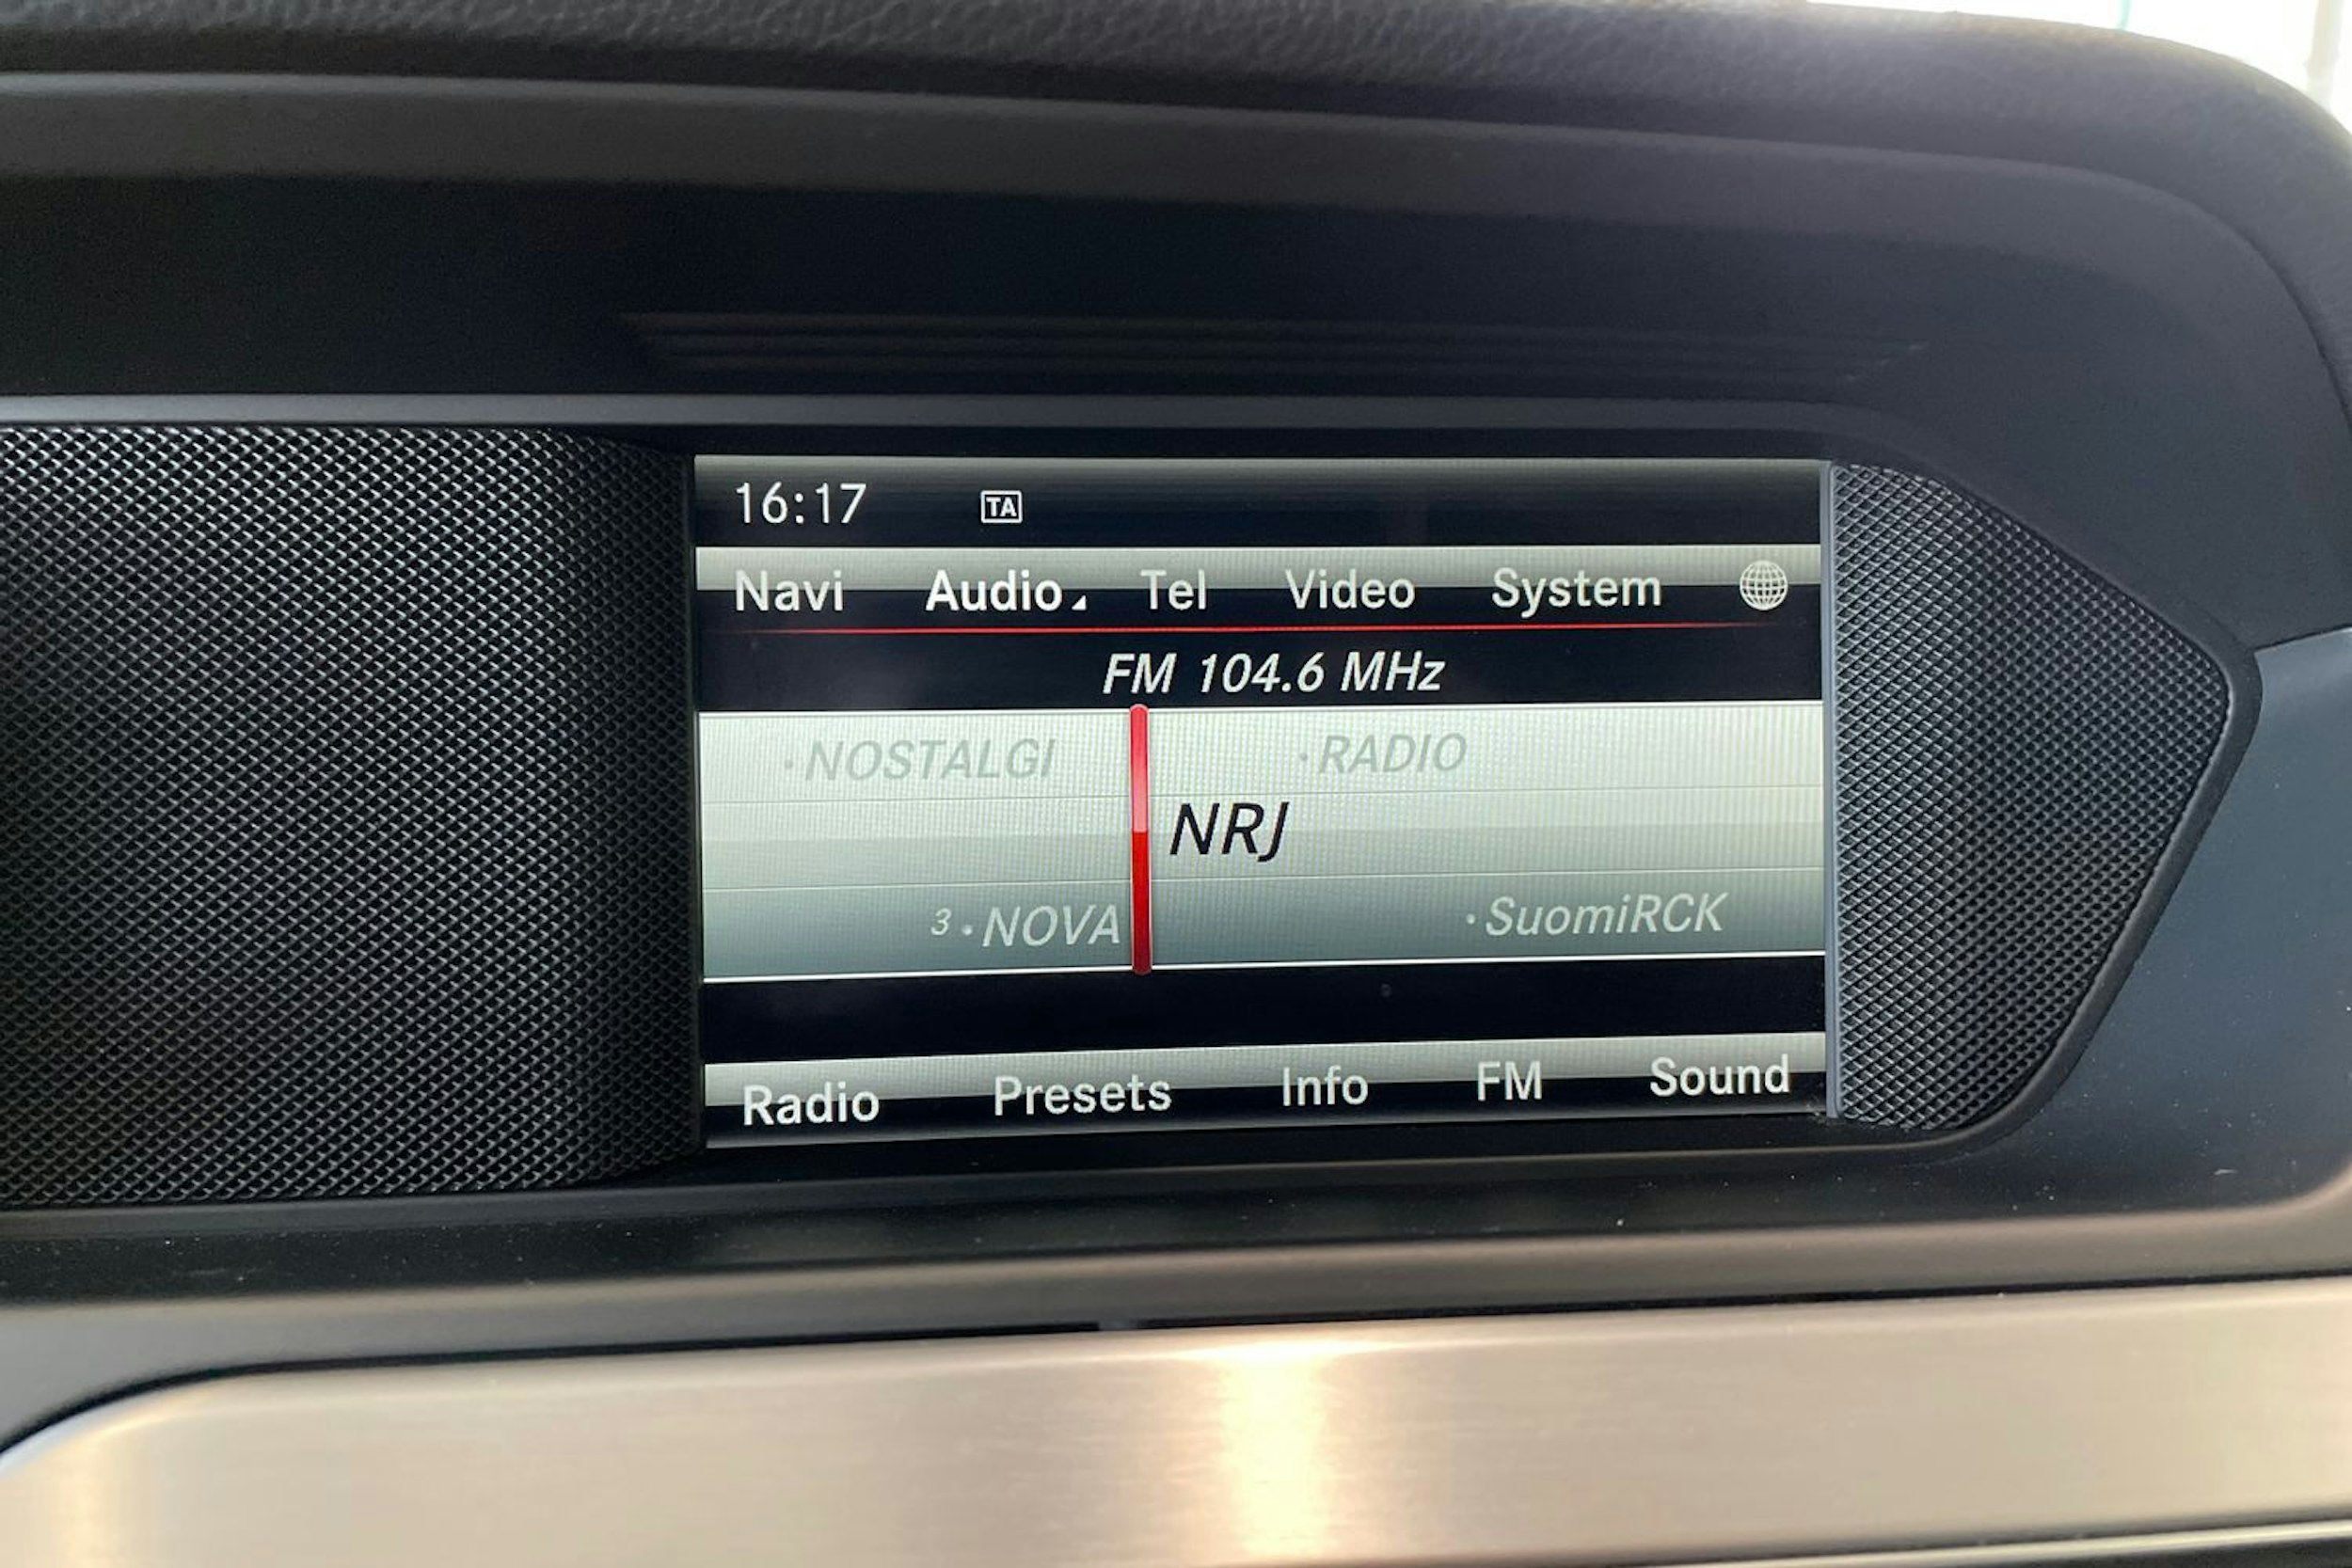 16:17 TA
Navi Audio Tel Video System
FM 104.6 MHz
·NOSTALGI ·RADIO
NRJ
3·NOVA ·SuomiRCK
Radio Presets Info FM Sound